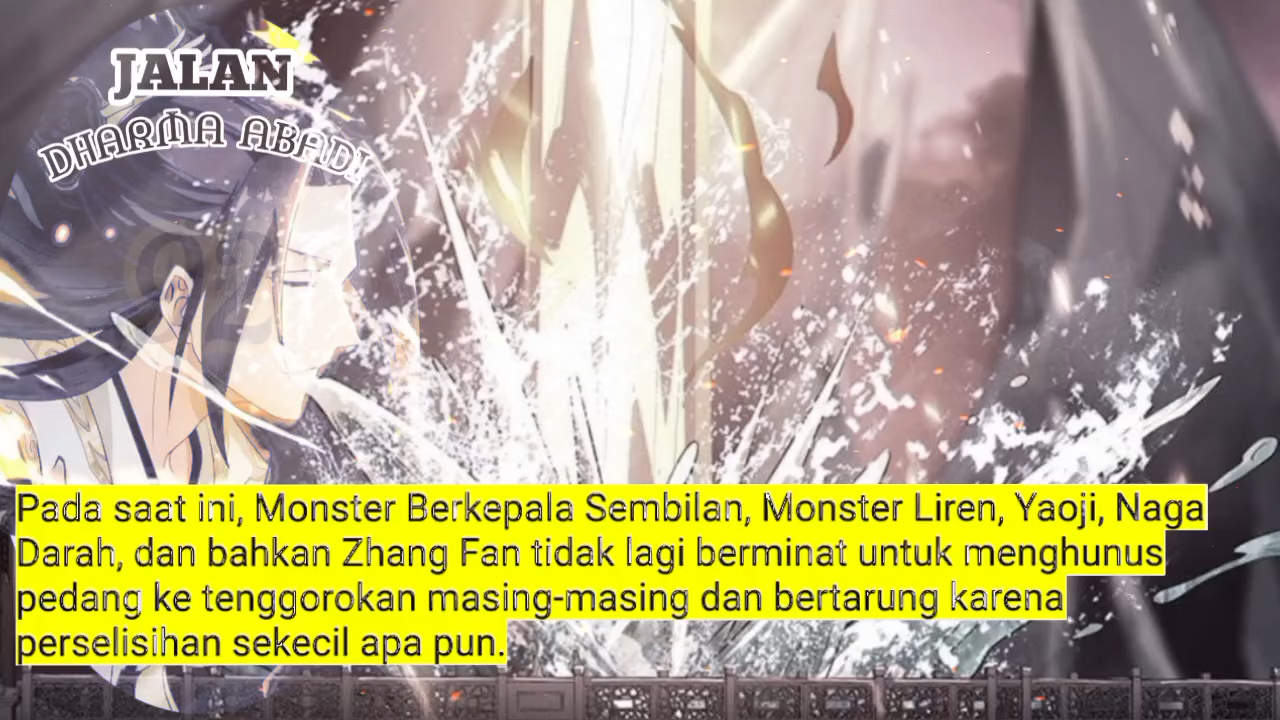 JALAN
DHARMA ABADI
Pada saat ini, Monster Berkepala Sembilan, Monster Liren, Yaoji, Naga
Darah, dan bahkan Zhang Fan tidak lagi berminat untuk menghunus
pedang ke tenggorokan masing-masing dan bertarung karena
perselisihan sekecil apa pun.